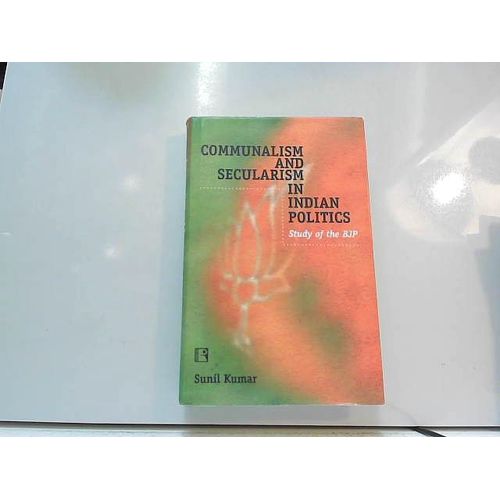 COMMUNALISM
AND
SECULARISM
IN
INDIAN
POLITICS
Study of the BJP
R
Sunil Kumar